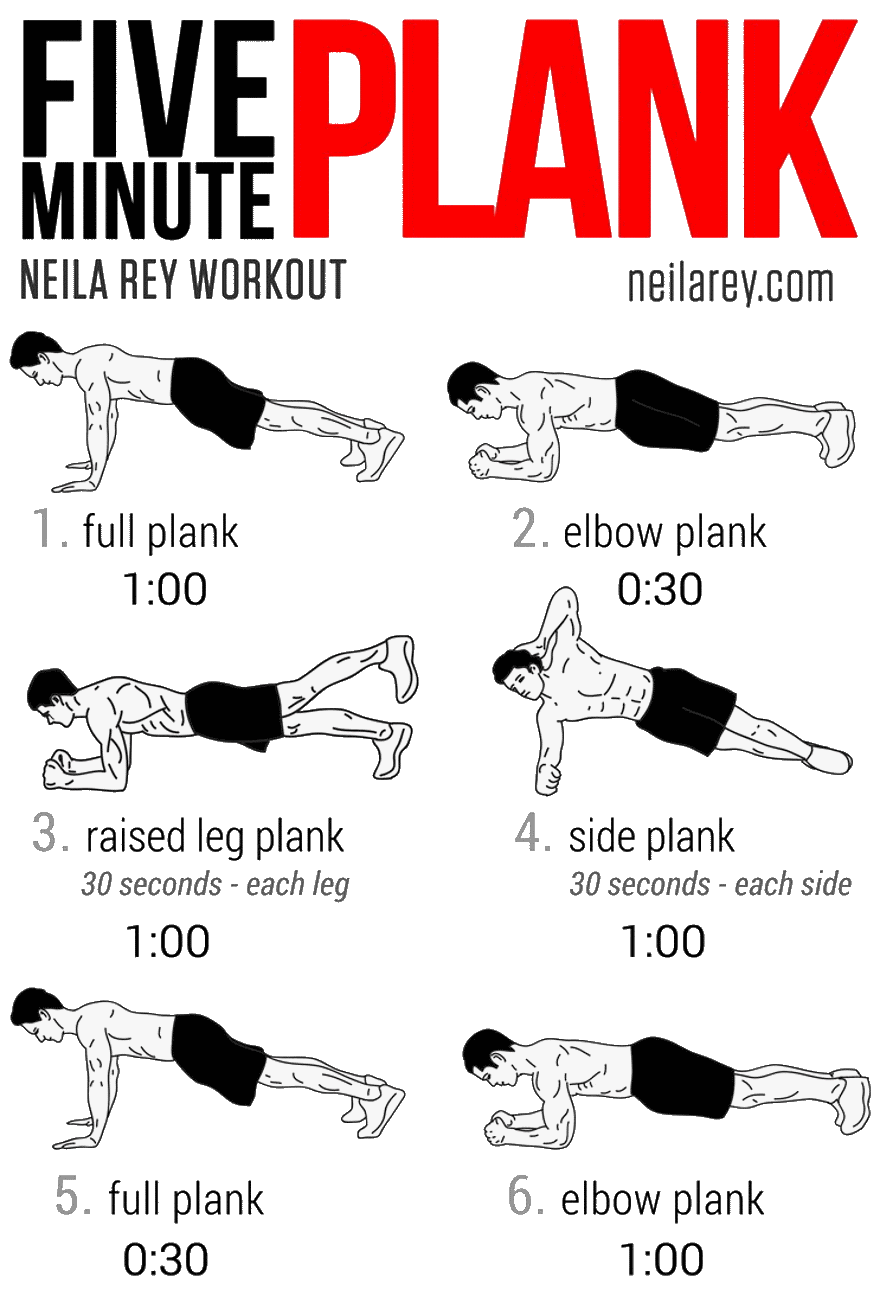 FIVE
MINUTE
PLANK
NEILA REY WORKOUT
neilarey.com
1. full plank
1:00
2. elbow plank
0:30
3. raised leg plank
30 seconds - each leg
1:00
4. side plank
30 seconds - each side
1:00
5. full plank
0:30
6. elbow plank
1:00